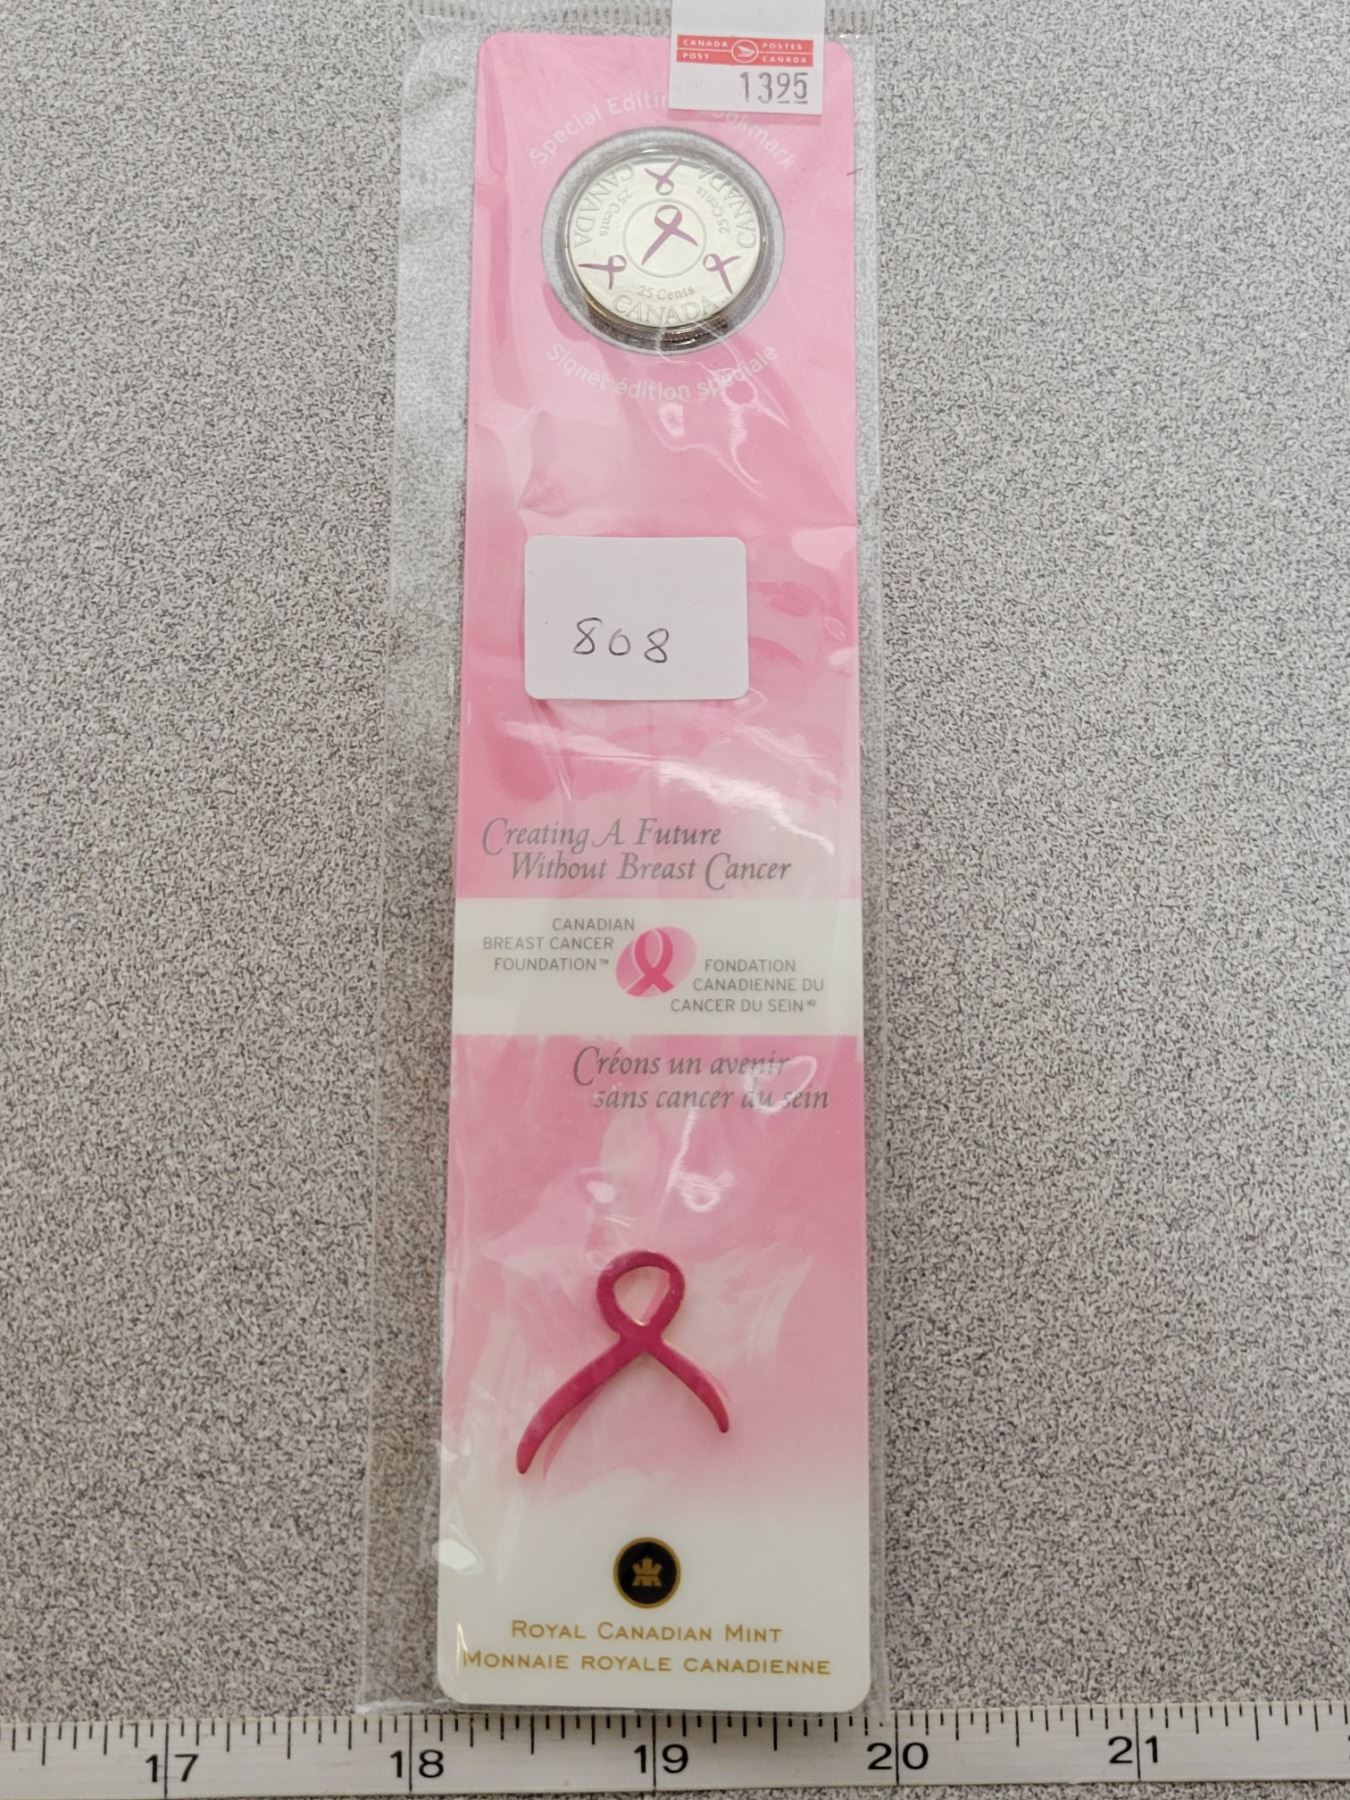 CANADA POSTES
POST CANADA
1395
Special Edition Bookmark
CANADA
CANADA
25 Cents
25 Cents
25 Cents
CANADA
Signet édition spéciale
808
Creating A Future
Without Breast Cancer
CANADIAN
BREAST CANCER
FOUNDATION™
FONDATION
CANADIENNE DU
CANCER DU SEIN
Créons un avenir
sans cancer du sein
ROYAL CANADIAN MINT
MONNAIE ROYALE CANADIENNE
17 18 19 20 21